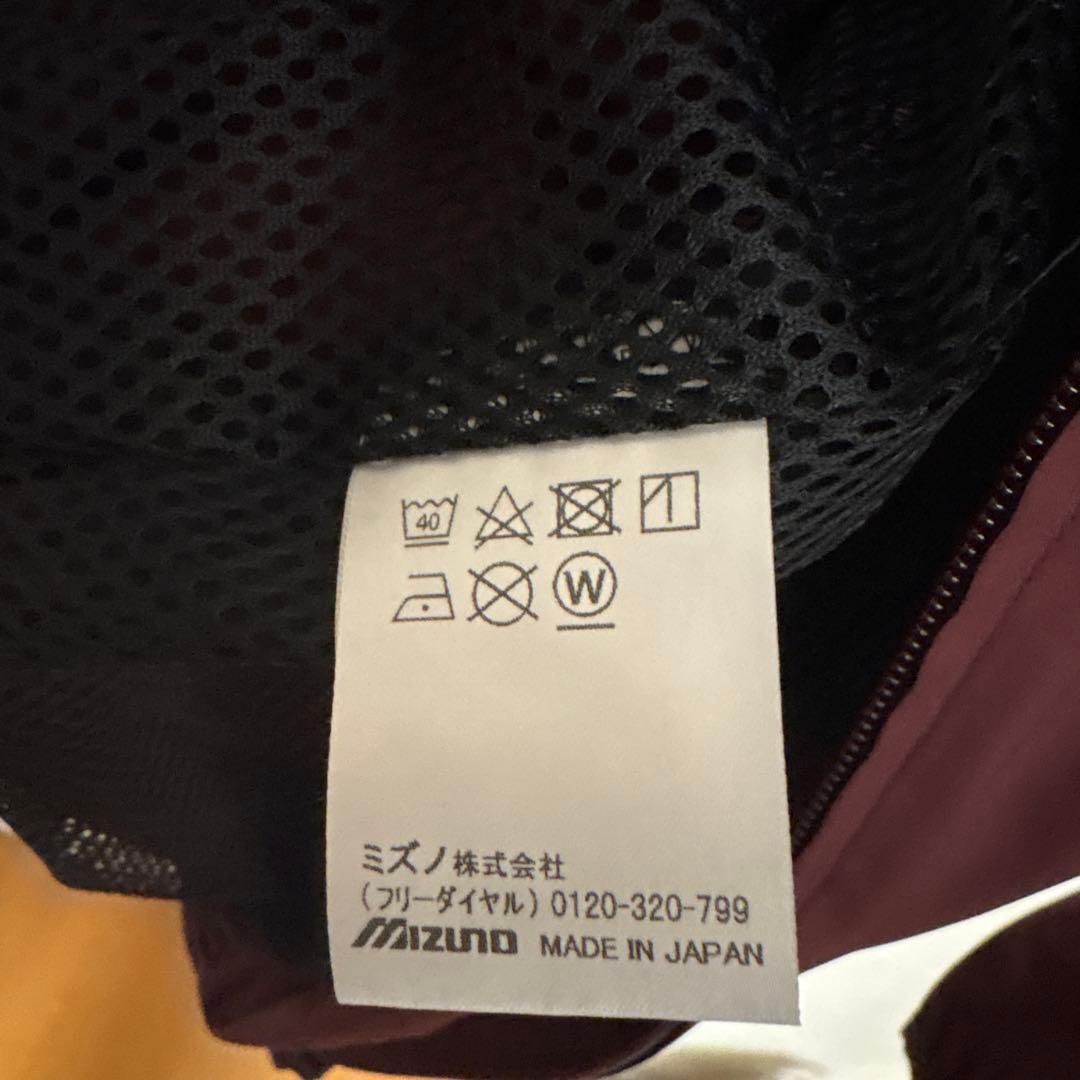 40
W
ミズノ株式会社
(フリーダイヤル) 0120-320-799
MIZUNO MADE IN JAPAN